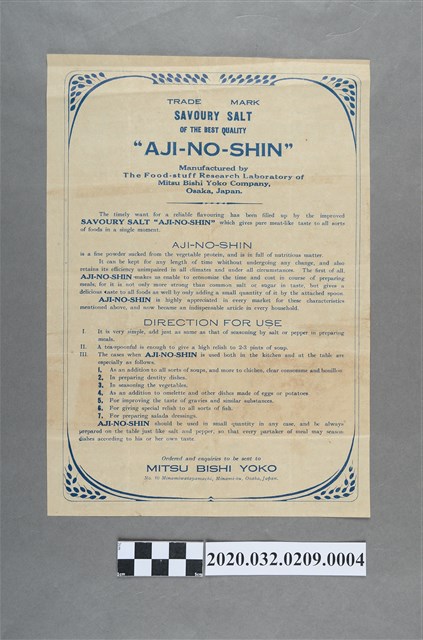 TRADE MARK
SAVOURY SALT
OF THE BEST QUALITY
"AJI-NO-SHIN"
Manufactured by
The Food-stuff Research Laboratory of
Mitsu Bishi Yoko Company,
Osaka, Japan.
The timely want for a reliable flavouring has been filled up by the improved
SAVOURY SALT "AJI-NO-SHIN" which gives pure meat-like taste to all sorts
of foods in a single moment.
AJI-NO-SHIN
is a fine powder sucked from the vegetable protein, and is in full of nutritious matter.
It can be kept for any length of time whithout undergoing any change, and also
retains its efficiency unimpaired in all climates and under all circumstances. The first of all,
AJI-NO-SHIN makes us enable to economize the time and cost in course of preparing
meals, for it is not only more strong than common salt or sugar in taste, but gives a
delicious taste to all foods as well by only adding a small quantity of it by the attached spoon.
AJI-NO-SHIN is highly appreciated in every market for these characteristics
mentioned above, and now become an indispensable article in every household.
DIRECTION FOR USE
I. It is very simple, add just as same as that of seasoning by salt or pepper in preparing
meals.
II. A tea-spoonful is enough to give a high relish to 2-3 pints of soup.
III. The cases when AJI-NO-SHIN is used both in the kitchen and at the table are
especially as follows.
1. As an addition to all sorts of soups, and more to chicken, clear consomme and bouillon
2. In preparing dentity dishes.
3. In seasoning the vegetables.
4. As an addition to omelette and other dishes made of eggs or potatoes
5. For improving the taste of gravies and similar substances.
6. For giving special relish to all sorts of fish
7. For preparing salada dressings.
AJI-NO-SHIN should be used in small quantity in any case, and be always
prepared on the table just like salt and pepper, so that every partaker of meal may season
dishes according to his or her own taste
Ordered and enquiries to be sent to
MITSU BISHI YOKO
Osaka, Japan.
2020.032.0209.0004